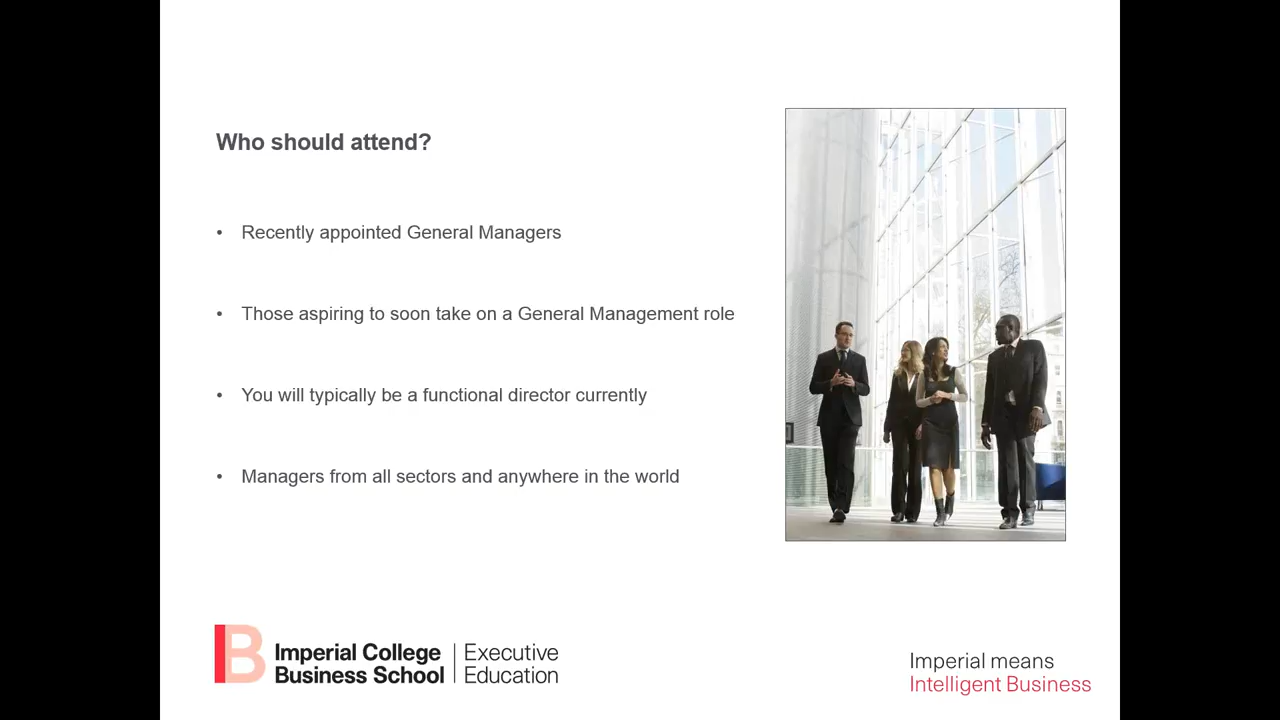 Who should attend?
• Recently appointed General Managers
• Those aspiring to soon take on a General Management role
• You will typically be a functional director currently
• Managers from all sectors and anywhere in the world
B
Imperial College
Business School
Executive
Education
Imperial means
Intelligent Business